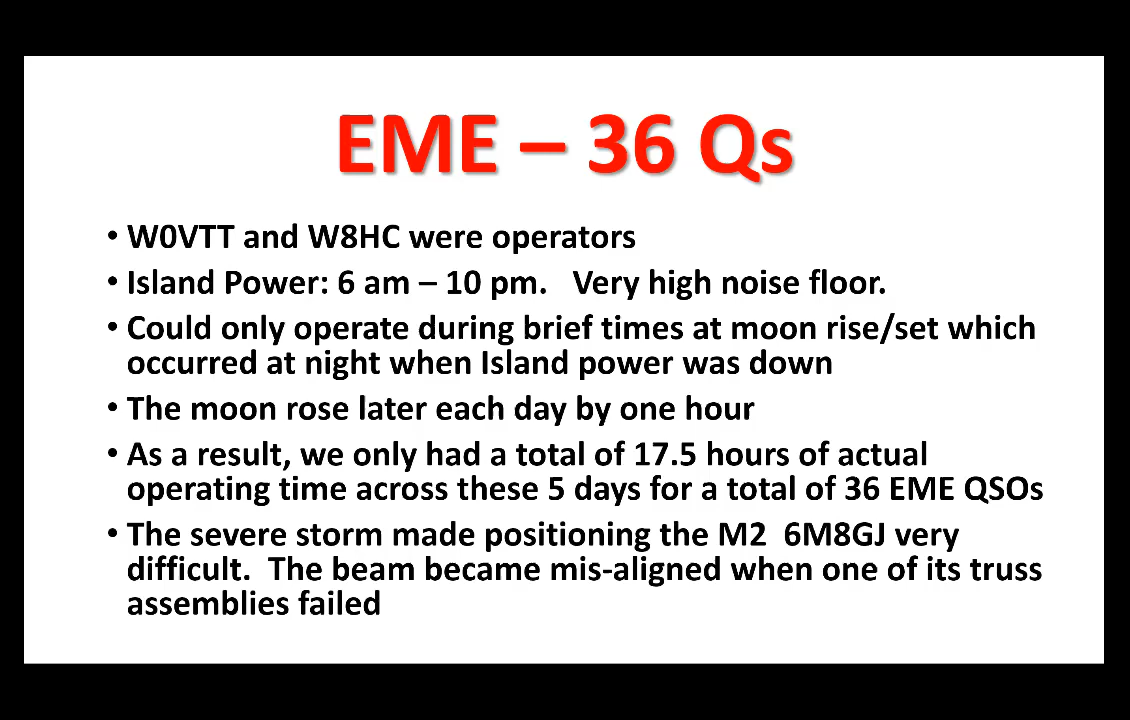 EME – 36 Qs
• W0VTT and W8HC were operators
• Island Power: 6 am – 10 pm.   Very high noise floor.
• Could only operate during brief times at moon rise/set which
occurred at night when Island power was down
• The moon rose later each day by one hour
• As a result, we only had a total of 17.5 hours of actual
operating time across these 5 days for a total of 36 EME QSOs
• The severe storm made positioning the M2  6M8GJ very
difficult.  The beam became mis-aligned when one of its truss
assemblies failed